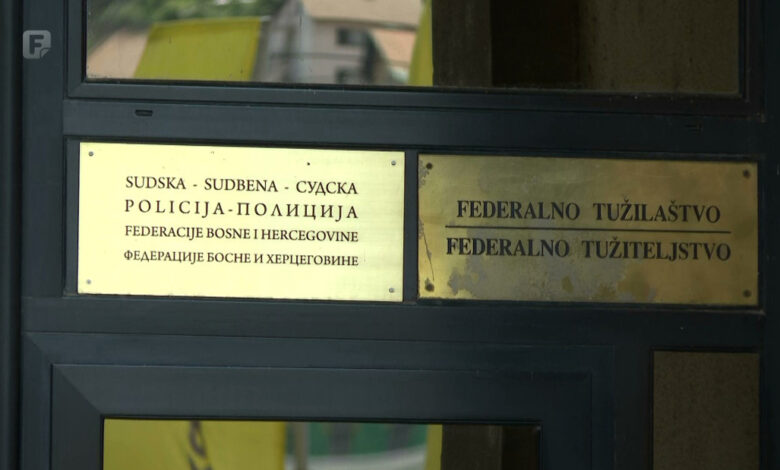 F
SUDSKA - SUDBENA - СУДСКА
POLICIJA-ПОЛИЦИЈА
FEDERACIJE BOSNE I HERCEGOVINE
ФЕДЕРАЦИЈЕ БОСНЕ И ХЕРЦЕГОВИНЕ
FEDERALNO TUŽILAŠTVO
FEDERALNO TUŽITELJSTVO